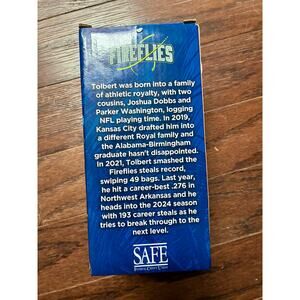 FIREFLIES
Tolbert was born into a family
of athletic royalty, with two
cousins, Joshua Dobbs and
Parker Washington, logging
NFL playing time. In 2019,
Kansas City drafted him into
a different Royal family and
the Alabama-Birmingham
graduate hasn't disappointed.
In 2021, Tolbert smashed the
Fireflies steals record,
swiping 49 bags. Last year,
he hit a career-best .276 in
Northwest Arkansas and he
heads into the 2024 season
with 193 career steals as he
tries to break through to the
next level.
SAFE
FEDERAL CREDIT UNION